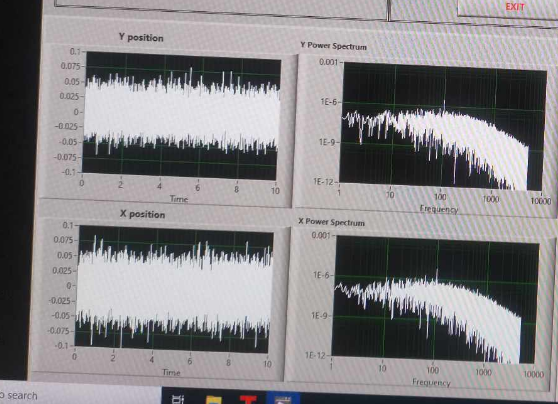 EXIT
Y position
0.1
0.075
0.05
0.025
0
-0.025
-0.05
-0.075
-0.1
0 2 4 6 8 10
Time
Y Power Spectrum
0.001
1E-6
1E-9
1E-12
1 10 100 1000 10000
Frequency
X position
0.1
0.075
0.05
0.025
0
-0.025
-0.05
-0.075
-0.1
0 2 4 6 8 10
Time
X Power Spectrum
0.001
1E-6
1E-9
1E-12
1 10 100 1000 10000
Frequency
o search